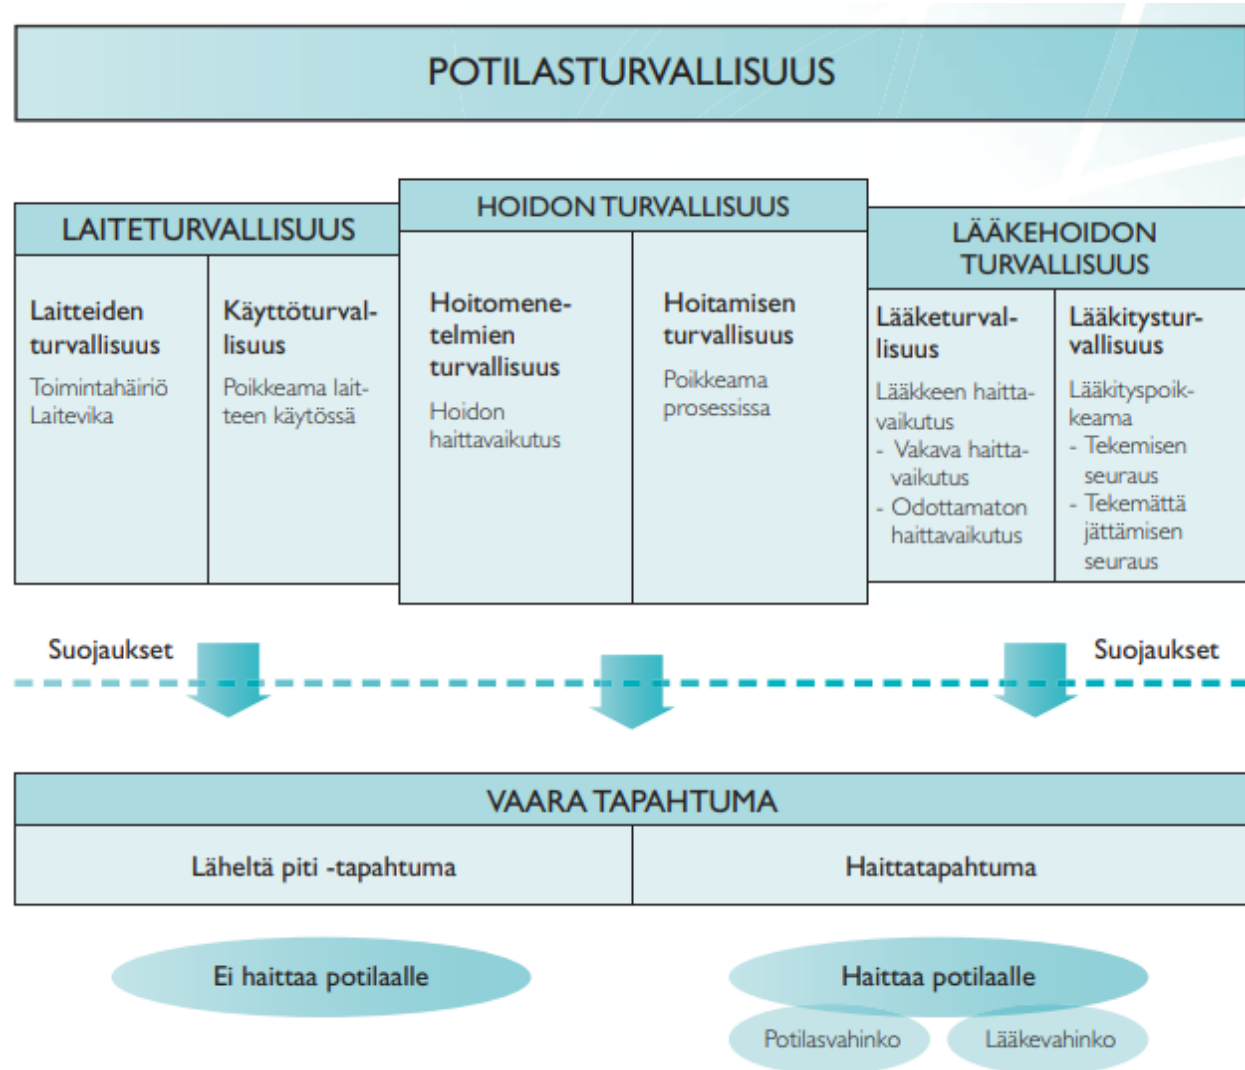 POTILASTURVALLISUUS
LAITETURVALLISUUS
Laitteiden
turvallisuus
Toimintahäiriö
Laitevika
Käyttöturval-
lisuus
Poikkeama lait-
teen käytössä
HOIDON TURVALLISUUS
Hoitomene-
telmien
turvallisuus
Hoidon
haittavaikutus
Hoitamisen
turvallisuus
Poikkeama
prosessissa
LÄÄKEHOIDON
TURVALLISUUS
Lääketurval-
lisuus
Lääkkeen haitta-
vaikutus
- Vakava haitta-
vaikutus
- Odottamaton
haittavaikutus
Lääkitystur-
vallisuus
Lääkityspoik-
keama
- Tekemisen
seuraus
- Tekemättä
jättämisen
seuraus
Suojaukset
Suojaukset
VAARA TAPAHTUMA
Läheltä piti -tapahtuma
Haittatapahtuma
Ei haittaa potilaalle
Haittaa potilaalle
Potilasvahinko
Lääkevahinko